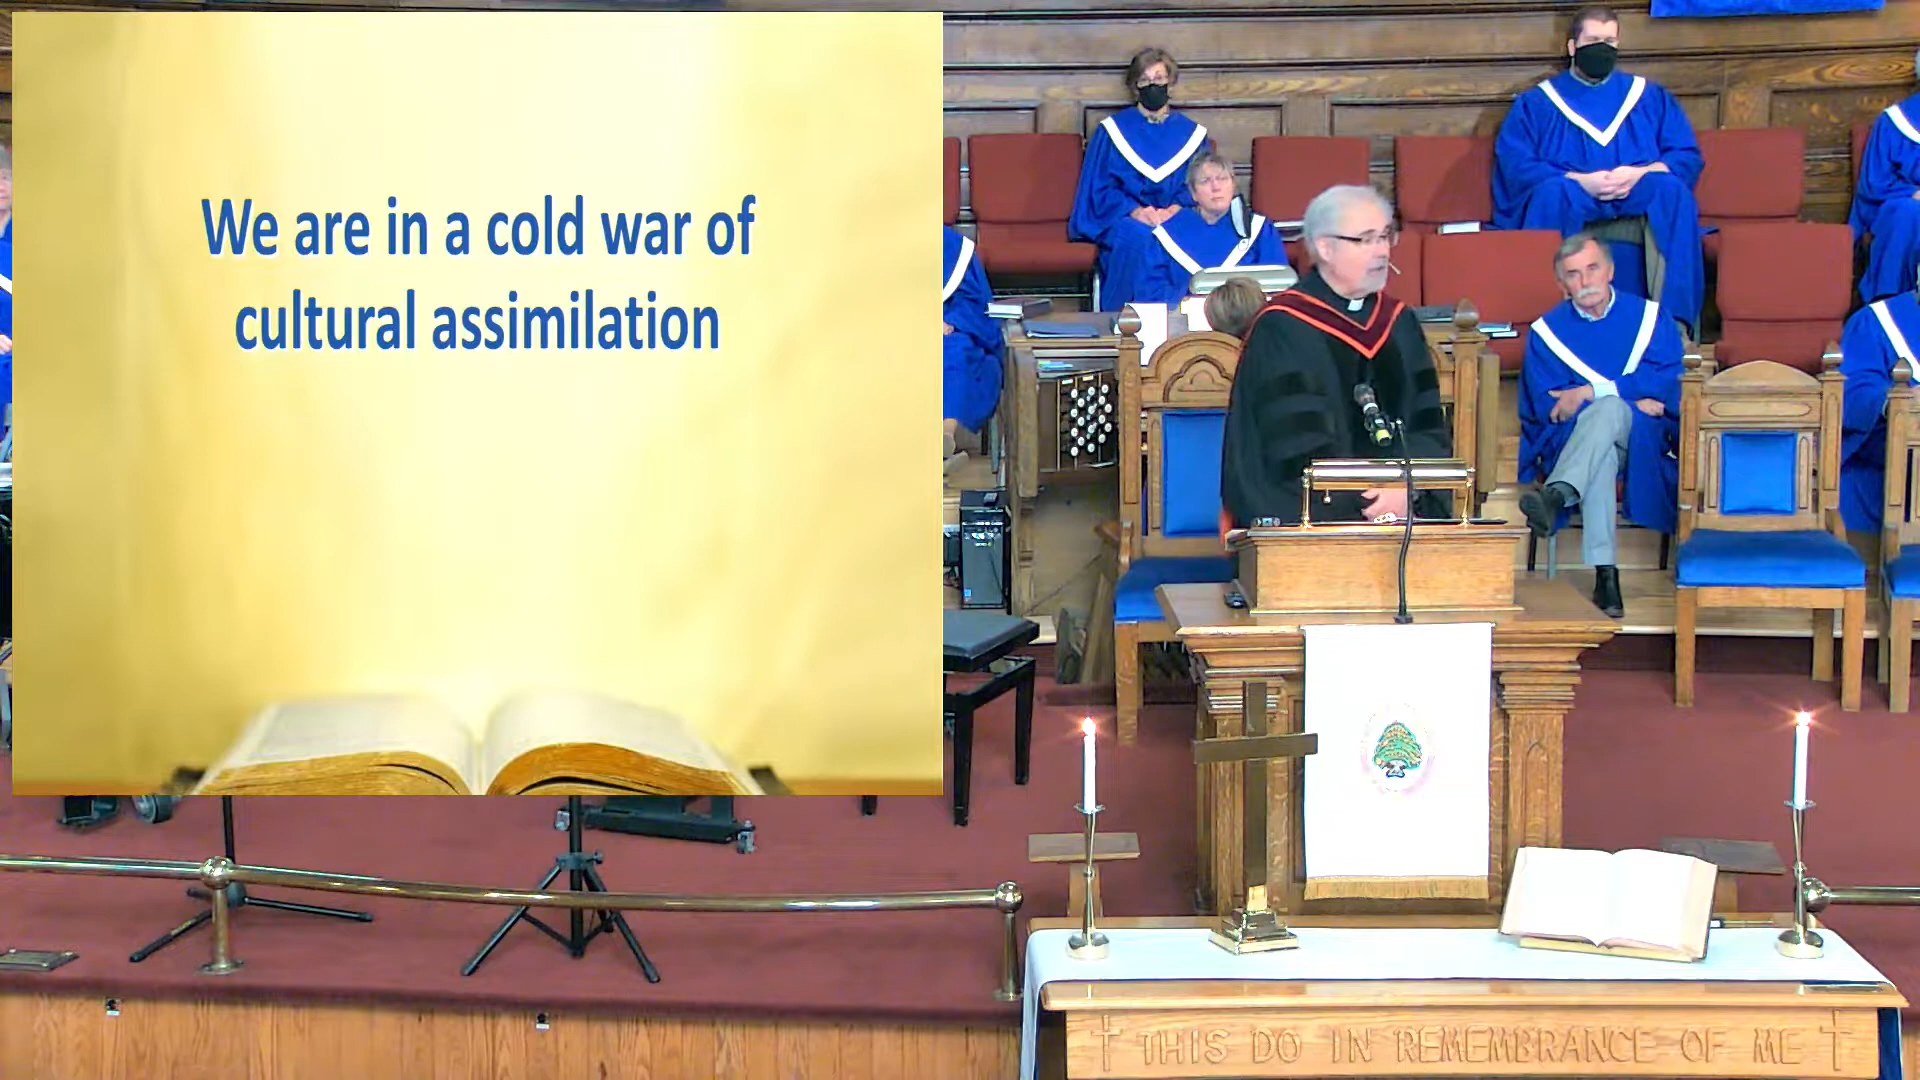 We are in a cold war of
cultural assimilation
THIS DO IN REMEMBRANCE OF ME